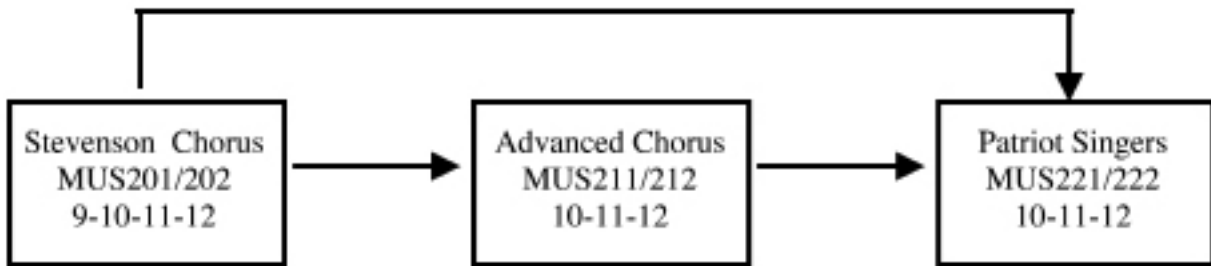 Stevenson Chorus
MUS201/202
9-10-11-12
Advanced Chorus
MUS211/212
10-11-12
Patriot Singers
MUS221/222
10-11-12